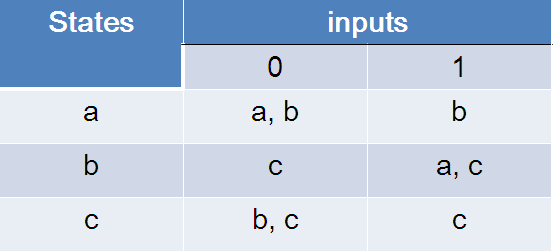 States inputs
0 1
a a, b b
b c a, c
c b, c c